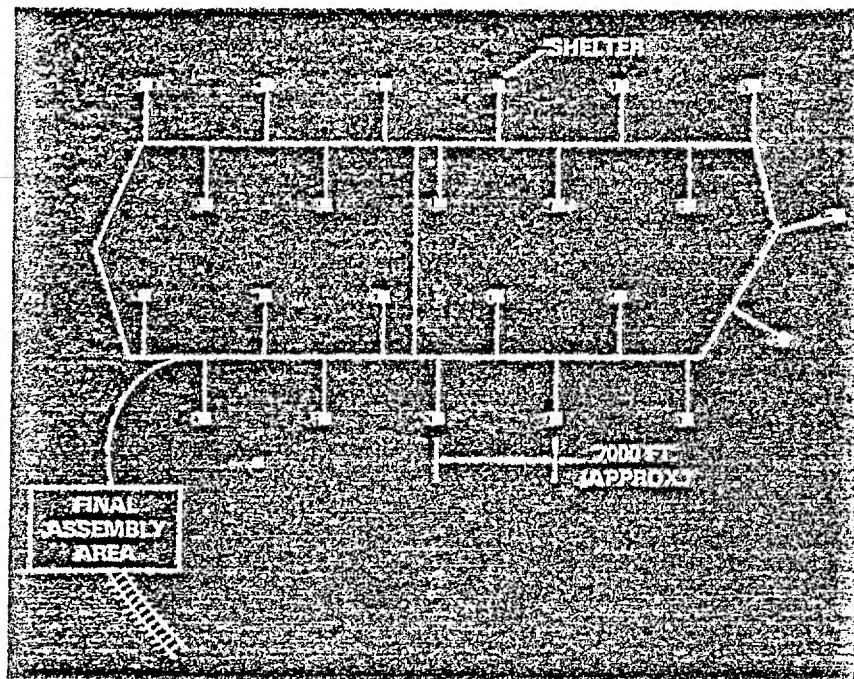 SHELTER
7000 FT.
(APPROX)
FINAL
ASSEMBLY
AREA